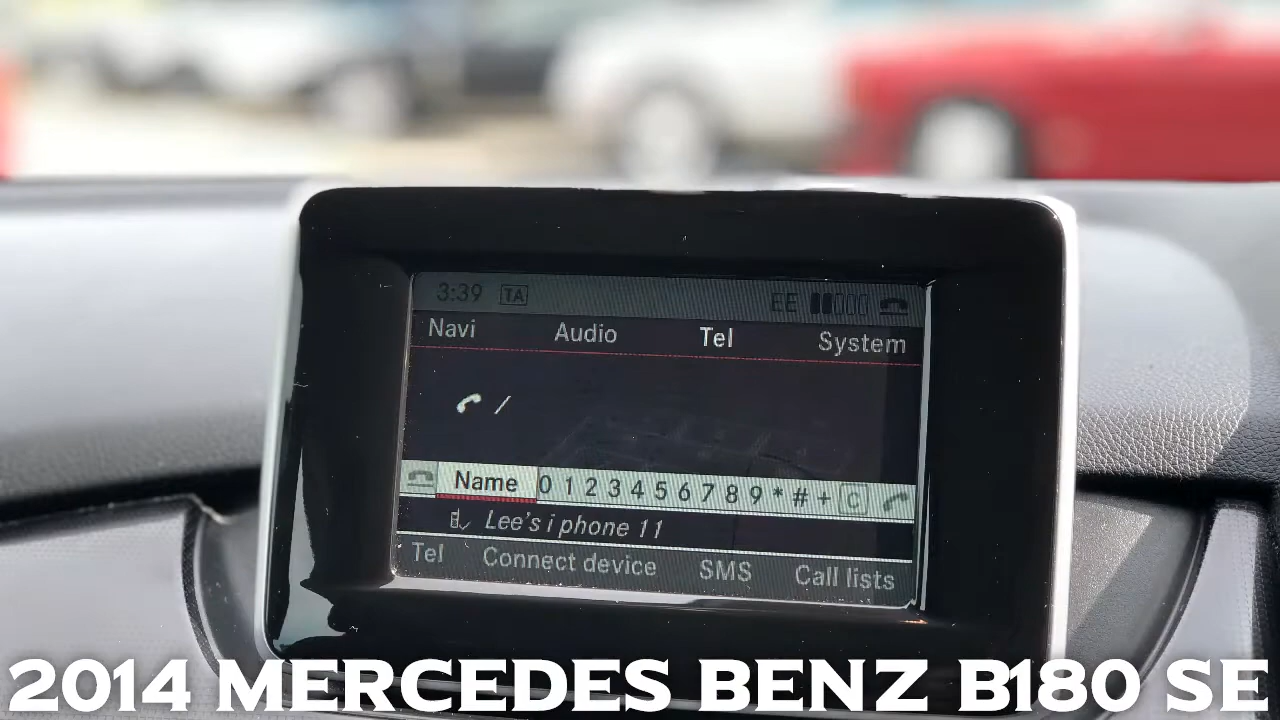 3:39 TA EE
Navi Audio Tel System
/
Name 0 1 2 3 4 5 6 7 8 9 * # + C
Lee's iphone 11
Tel Connect device SMS Call lists
2014 MERCEDES BENZ B180 SE